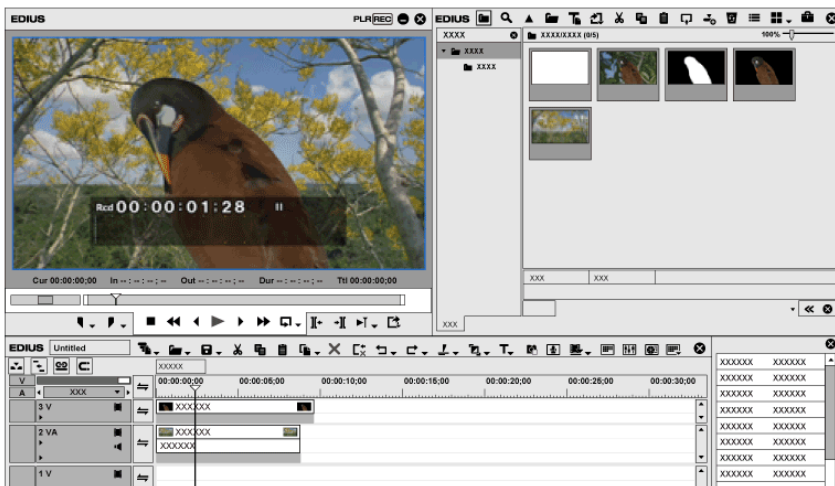 EDIUS PLR REC
Rcd 00:00:01:28
Cur 00:00:00;00 In --:--:--;-- Out --:--:--;-- Dur --:--:--;-- Ttl 00:00:00;00
EDIUS
XXXX
XXXX/XXXX (0/5) 100%
XXXX
XXXX
XXX XXX
XXX
EDIUS Untitled
XXXXX
V
A XXX
00:00:00;00 00:00:05;00 00:00:10;00 00:00:15;00 00:00:20;00 00:00:25;00 00:00:30;00
3 V XXXXXX
2 VA XXXXXX
XXXXXX
1 V
XXXXXX XXXXXX
XXXXXX XXXXXX
XXXXXX XXXXXX
XXXXXX XXXXXX
XXXXXX XXXXXX
XXXXXX XXXXXX
XXXXXX XXXXXX
XXXXXX XXXXXX